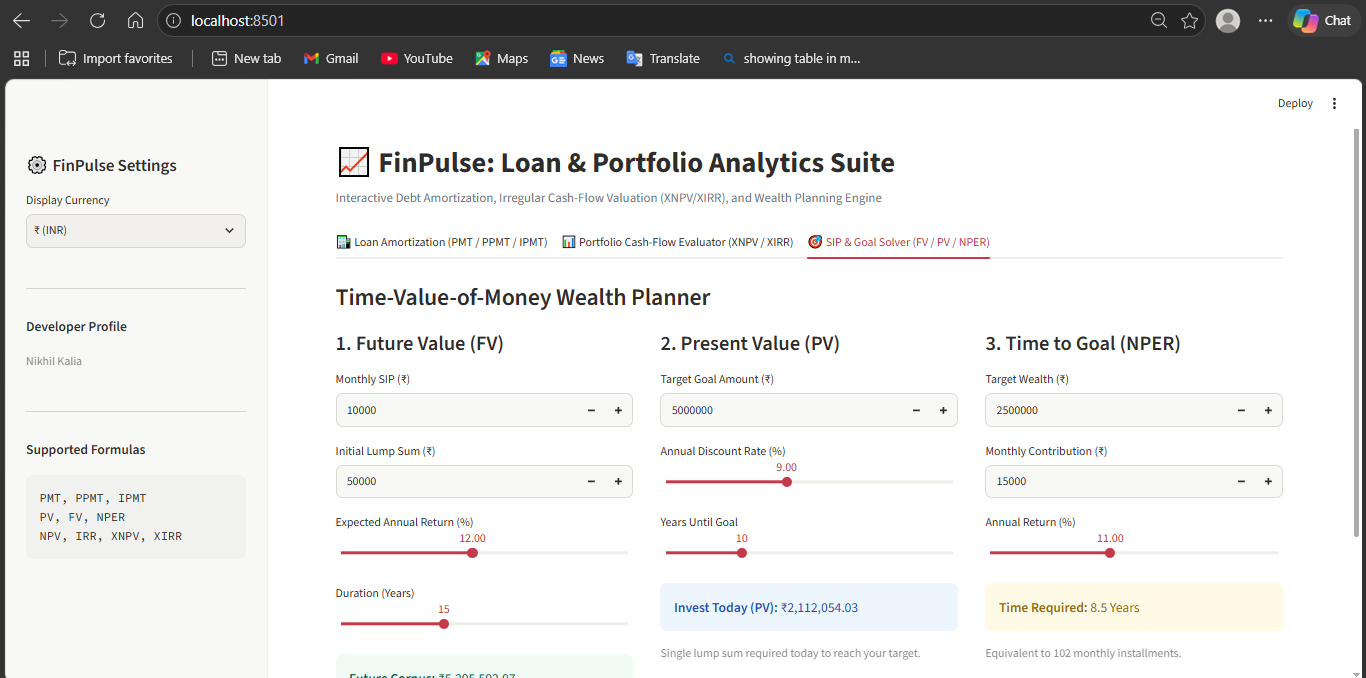 localhost:8501
Chat
Import favorites
New tab
Gmail
YouTube
Maps
News
Translate
showing table in m...
Deploy
FinPulse Settings
Display Currency
₹ (INR)
Developer Profile
Nikhil Kalia
Supported Formulas
PMT, PPMT, IPMT
PV, FV, NPER
NPV, IRR, XNPV, XIRR
FinPulse: Loan & Portfolio Analytics Suite
Interactive Debt Amortization, Irregular Cash-Flow Valuation (XNPV/XIRR), and Wealth Planning Engine
Loan Amortization (PMT / PPMT / IPMT)
Portfolio Cash-Flow Evaluator (XNPV / XIRR)
SIP & Goal Solver (FV / PV / NPER)
Time-Value-of-Money Wealth Planner
1. Future Value (FV)
Monthly SIP (₹)
10000
Initial Lump Sum (₹)
50000
Expected Annual Return (%)
12.00
Duration (Years)
15
2. Present Value (PV)
Target Goal Amount (₹)
5000000
Annual Discount Rate (%)
9.00
Years Until Goal
10
Invest Today (PV): ₹2,112,054.03
Single lump sum required today to reach your target.
3. Time to Goal (NPER)
Target Wealth (₹)
2500000
Monthly Contribution (₹)
15000
Annual Return (%)
11.00
Time Required: 8.5 Years
Equivalent to 102 monthly installments.
Future Corpus: